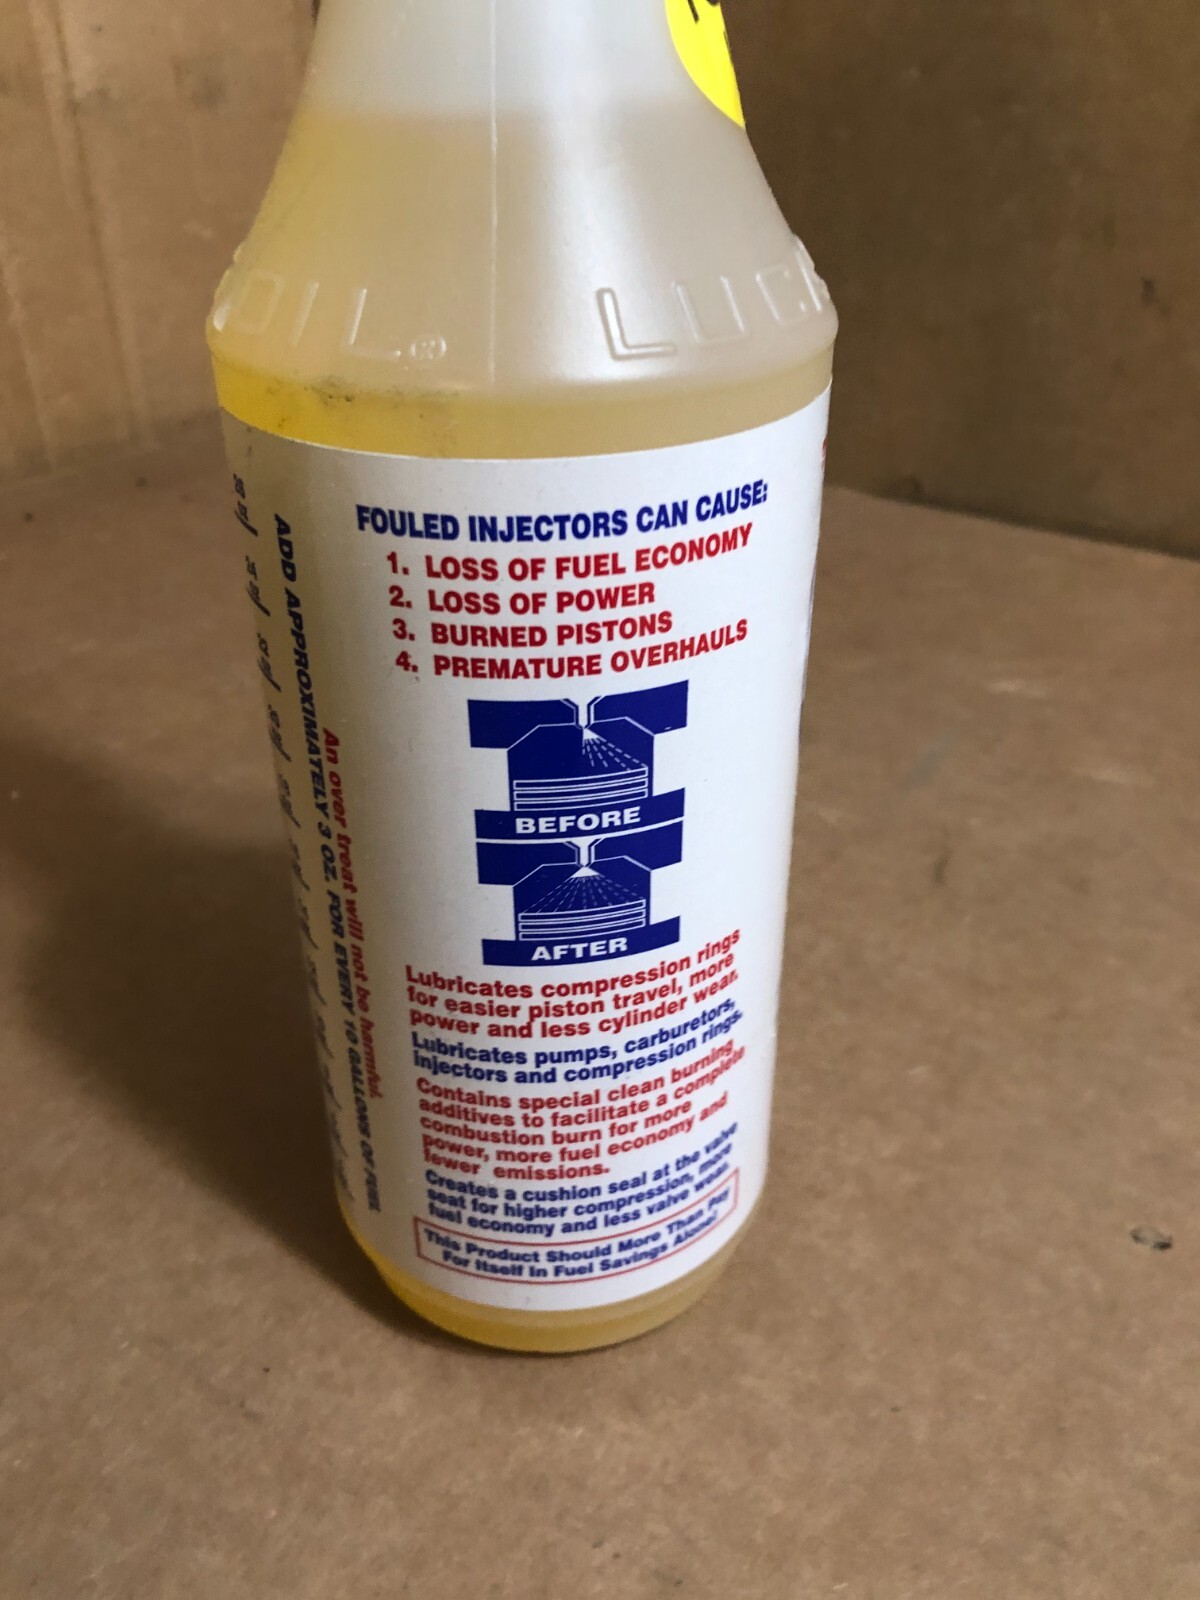 OIL® LUCK
FOULED INJECTORS CAN CAUSE:
1. LOSS OF FUEL ECONOMY
2. LOSS OF POWER
3. BURNED PISTONS
4. PREMATURE OVERHAULS
BEFORE
AFTER
Lubricates compression rings
for easier piston travel, more
power and less cylinder wear.
Lubricates pumps, carburetors,
injectors and compression rings.
Contains special clean burning
additives to facilitate a complete
combustion burn for more
power, more fuel economy and
fewer emissions.
Creates a cushion seal at the valve
seat for higher compression, more
fuel economy and less valve wear.
This Product Should More Than Pay
For Itself In Fuel Savings Alone!
An over treat will not be harmful.
ADD APPROXIMATELY 3 OZ. FOR EVERY 10 GALLONS OF FUEL